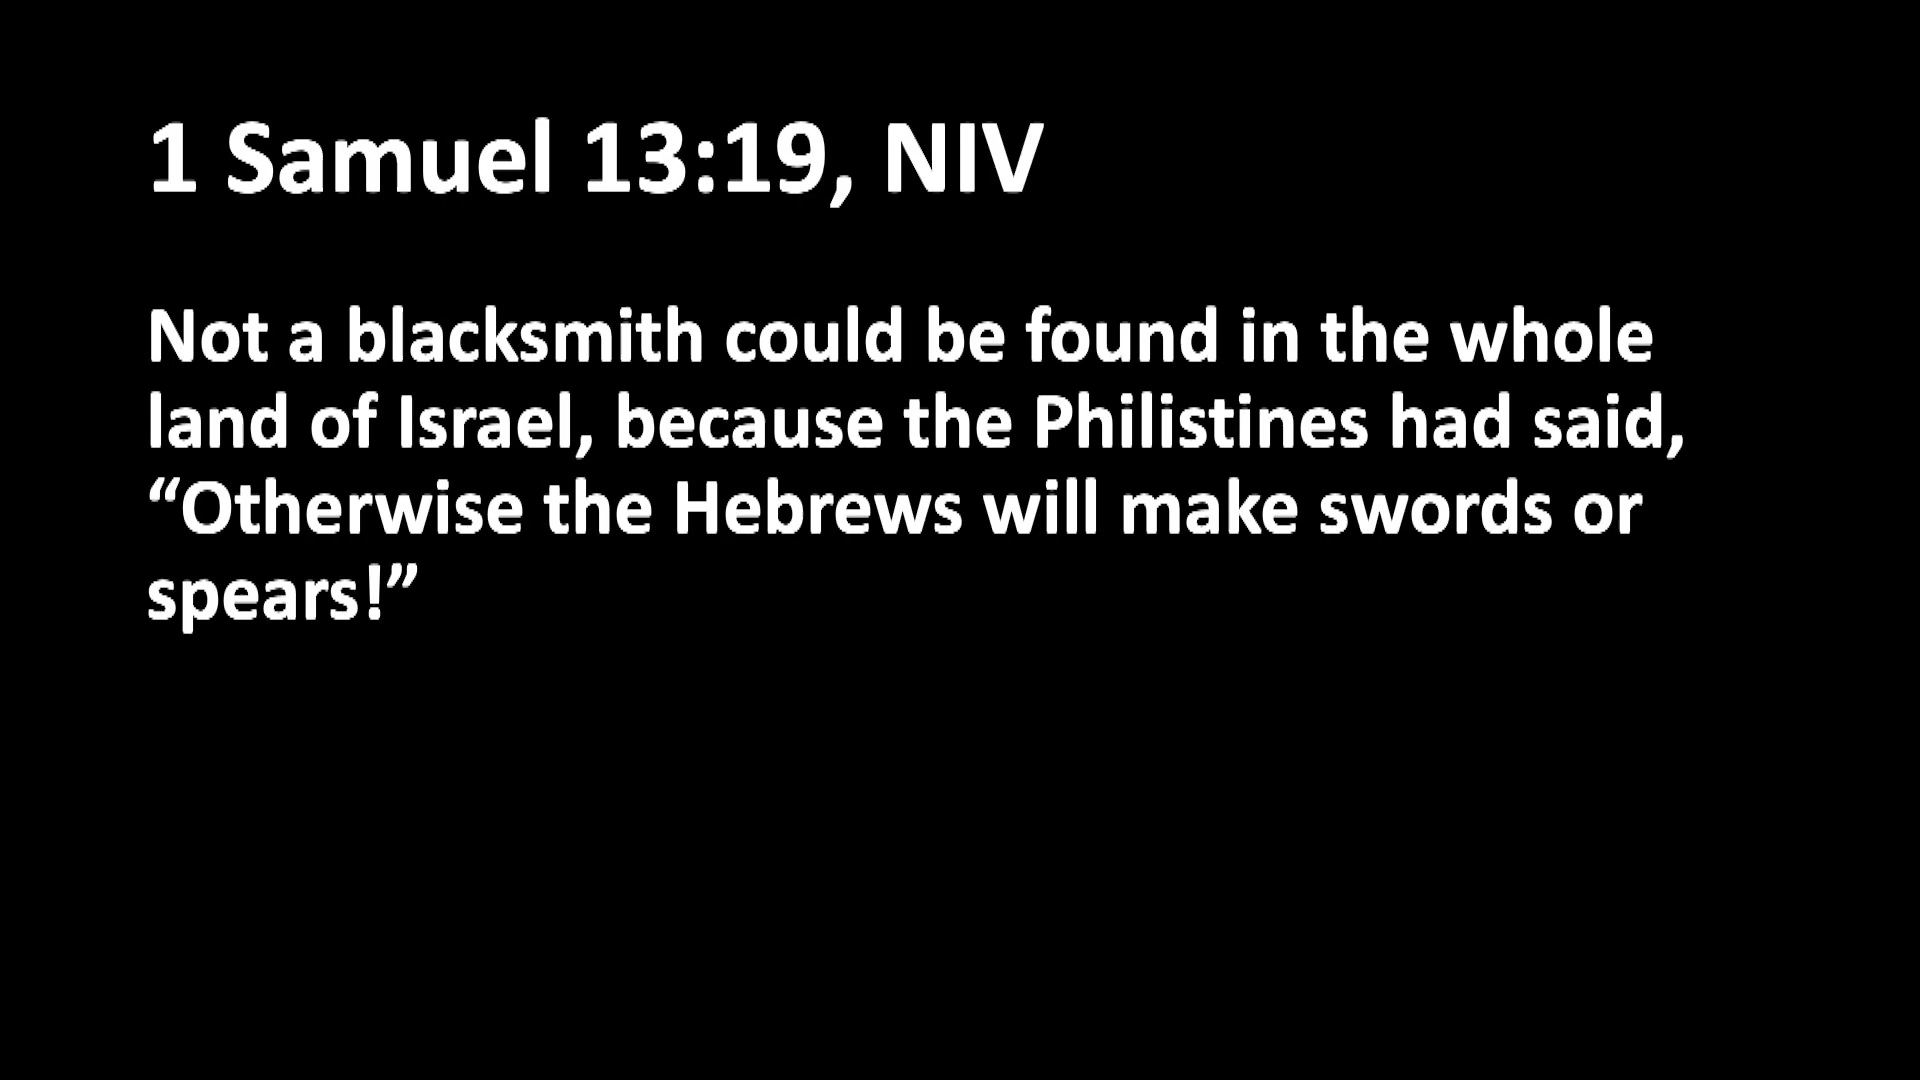 1 Samuel 13:19, NIV
Not a blacksmith could be found in the whole
land of Israel, because the Philistines had said,
“Otherwise the Hebrews will make swords or
spears!”